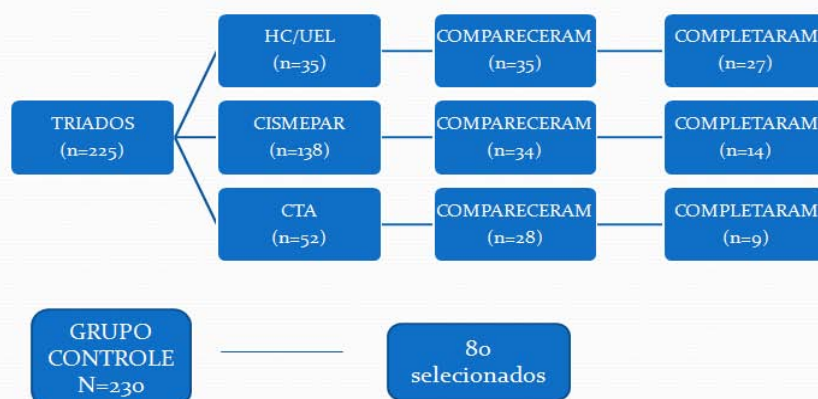 HC/UEL
(n=35)
COMPARECERAM
(n=35)
COMPLETARAM
(n=27)
TRIADOS
(n=225)
CISMEPAR
(n=138)
COMPARECERAM
(n=34)
COMPLETARAM
(n=14)
CTA
(n=52)
COMPARECERAM
(n=28)
COMPLETARAM
(n=9)
GRUPO
CONTROLE
N=230
80
selecionados